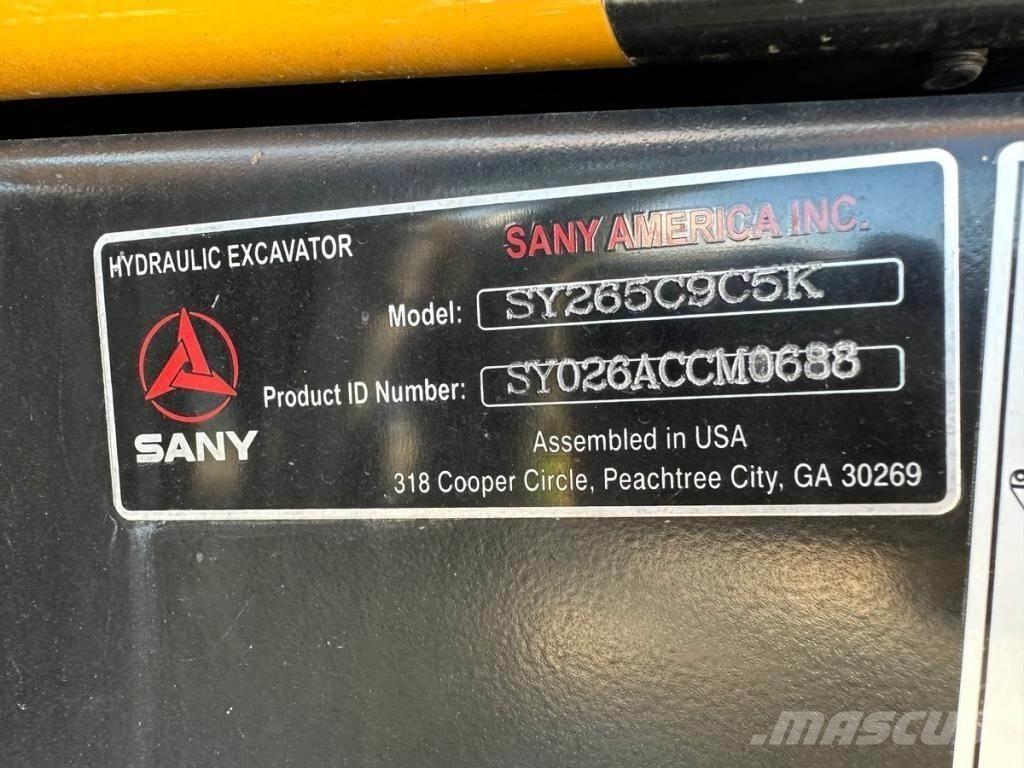 HYDRAULIC EXCAVATOR
SANY AMERICA INC.
Model: SY265C9C5K
Product ID Number: SY026ACCM0688
SANY
Assembled in USA
318 Cooper Circle, Peachtree City, GA 30269